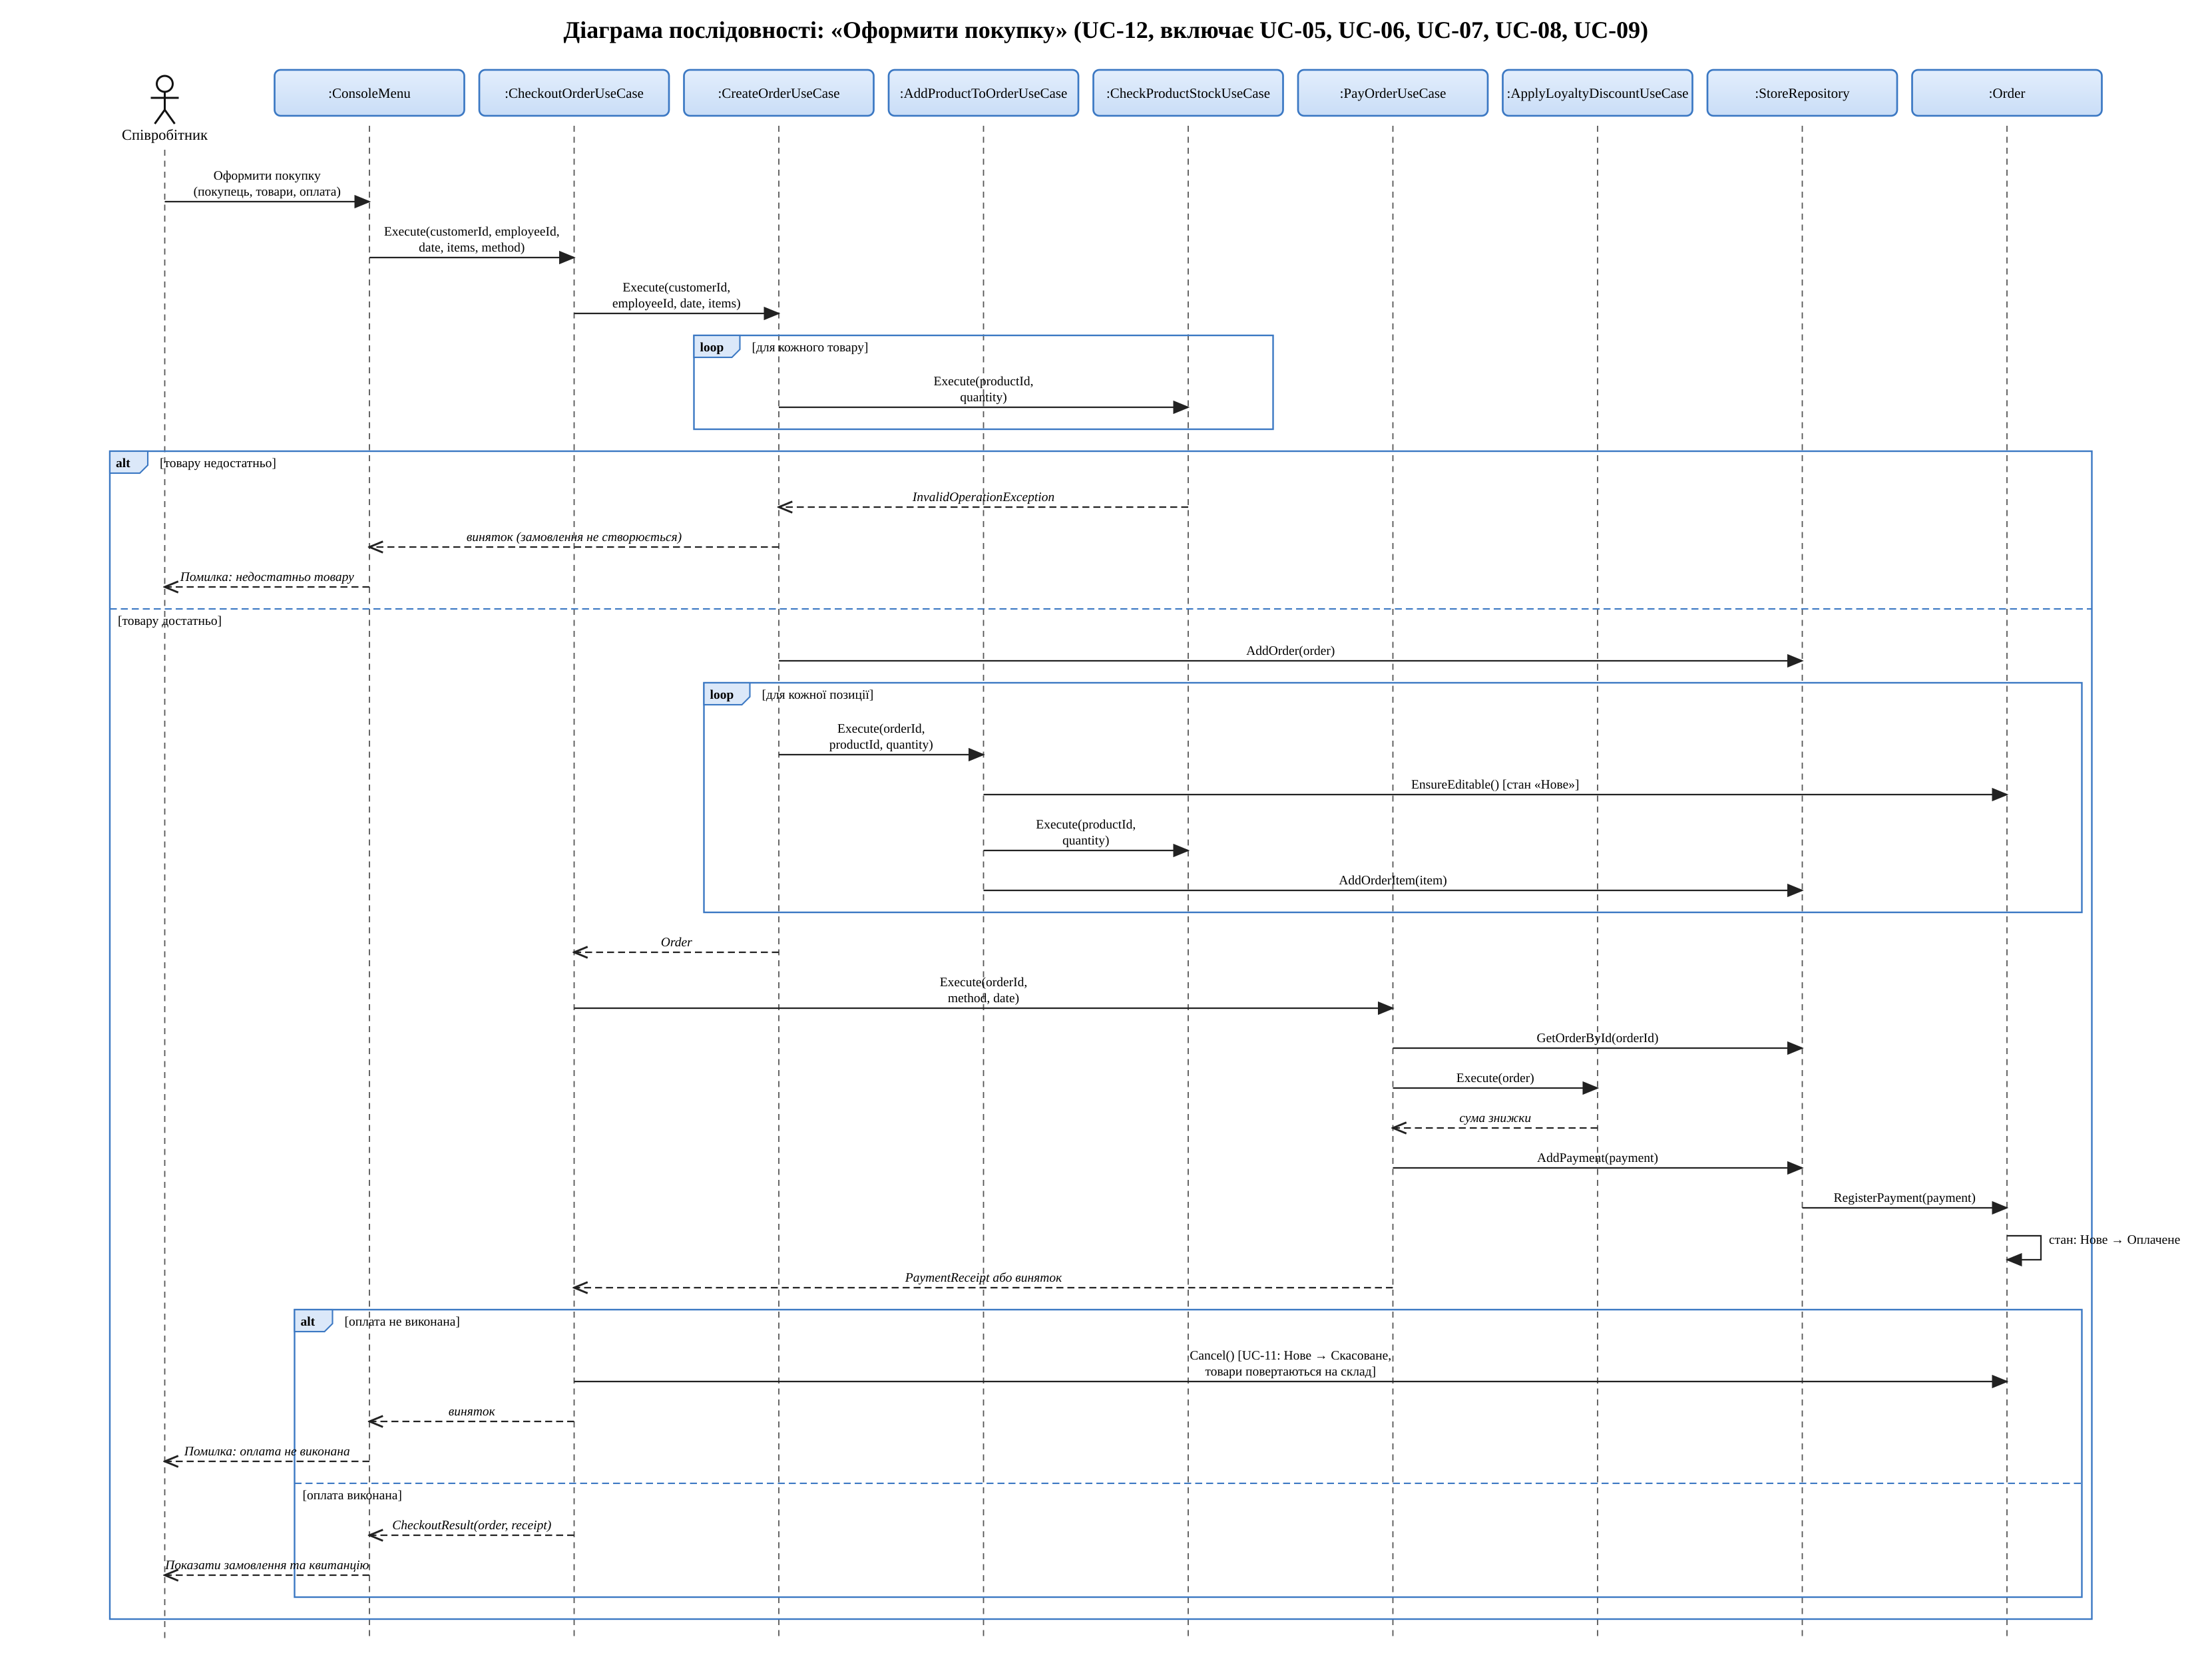 Діаграма послідовності: «Оформити покупку» (UC-12, включає UC-05, UC-06, UC-07, UC-08, UC-09)
Співробітник
:ConsoleMenu
:CheckoutOrderUseCase
:CreateOrderUseCase
:AddProductToOrderUseCase
:CheckProductStockUseCase
:PayOrderUseCase
:ApplyLoyaltyDiscountUseCase
:StoreRepository
:Order
Оформити покупку
(покупець, товари, оплата)
Execute(customerId, employeeId,
date, items, method)
Execute(customerId,
employeeId, date, items)
loop
[для кожного товару]
Execute(productId,
quantity)
alt
[товару недостатньо]
InvalidOperationException
виняток (замовлення не створюється)
Помилка: недостатньо товару
[товару достатньо]
AddOrder(order)
loop
[для кожної позиції]
Execute(orderId,
productId, quantity)
EnsureEditable() [стан «Нове»]
Execute(productId,
quantity)
AddOrderItem(item)
Order
Execute(orderId,
method, date)
GetOrderById(orderId)
Execute(order)
сума знижки
AddPayment(payment)
RegisterPayment(payment)
стан: Нове → Оплачене
PaymentReceipt або виняток
alt
[оплата не виконана]
Cancel() [UC-11: Нове → Скасоване,
товари повертаються на склад]
виняток
Помилка: оплата не виконана
[оплата виконана]
CheckoutResult(order, receipt)
Показати замовлення та квитанцію